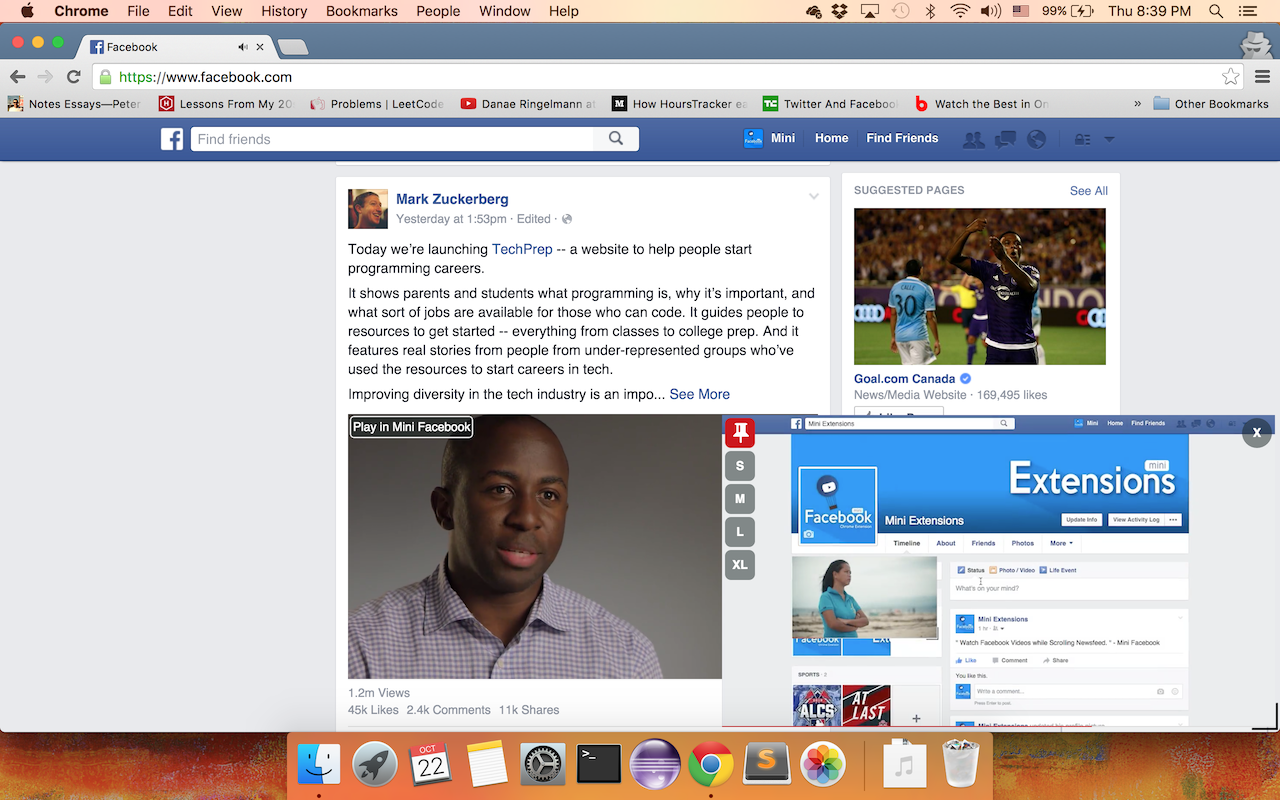 Chrome File Edit View History Bookmarks People Window Help 99% Thu 8:39 PM
Facebook
https://www.facebook.com
Notes Essays—Peter Lessons From My 20 Problems | LeetCode Danae Ringelmann at How HoursTracker ea Twitter And Facebook Watch the Best in On » Other Bookmarks
Find friends Mini Home Find Friends
Mark Zuckerberg
Yesterday at 1:53pm · Edited ·
Today we're launching TechPrep -- a website to help people start
programming careers.
It shows parents and students what programming is, why it's important, and
what sort of jobs are available for those who can code. It guides people to
resources to get started -- everything from classes to college prep. And it
features real stories from people from under-represented groups who've
used the resources to start careers in tech.
Improving diversity in the tech industry is an impo... See More
Play in Mini Facebook
1.2m Views
45k Likes 2.4k Comments 11k Shares
SUGGESTED PAGES See All
CALLE
30
Goal.com Canada
News/Media Website · 169,495 likes
S
M
L
XL
X
Mini Extensions Mini Home Find Friends
mini
Extensions
Facebook
Chrome Extension
Mini Extensions
Update Info View Activity Log •••
Timeline About Friends Photos More
Status Photo / Video Life Event
What's on your mind?
Mini Extensions
1 hr ·
" Watch Facebook Videos while Scrolling Newsfeed. " - Mini Facebook
Like Comment Share
You like this.
Write a comment...
Press Enter to post.
Mini Extensions updated his profile picture
SPORTS · 2
ALCS
AT LAST
OCT
22
>_
S